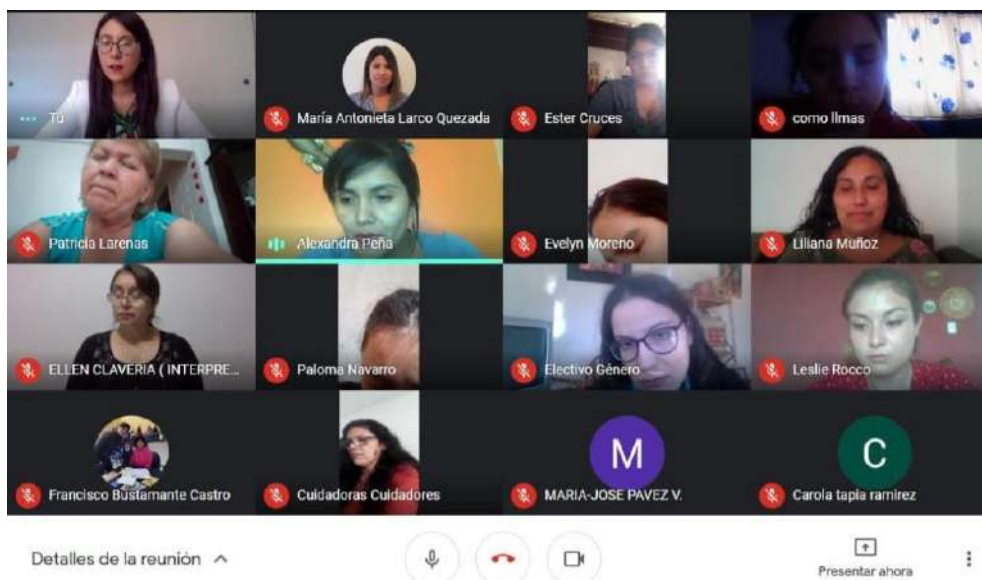 Tú
María Antonieta Larco Quezada
Ester Cruces
como llmas
Patricia Larenas
Alexandra Peña
Evelyn Moreno
Liliana Muñoz
ELLEN CLAVERIA ( INTERPRE...
Paloma Navarro
Electivo Género
Leslie Rocco
Francisco Bustamante Castro
Cuidadoras Cuidadores
M
MARIA-JOSE PAVEZ V.
C
Carola tapia ramirez
Detalles de la reunión
Presentar ahora